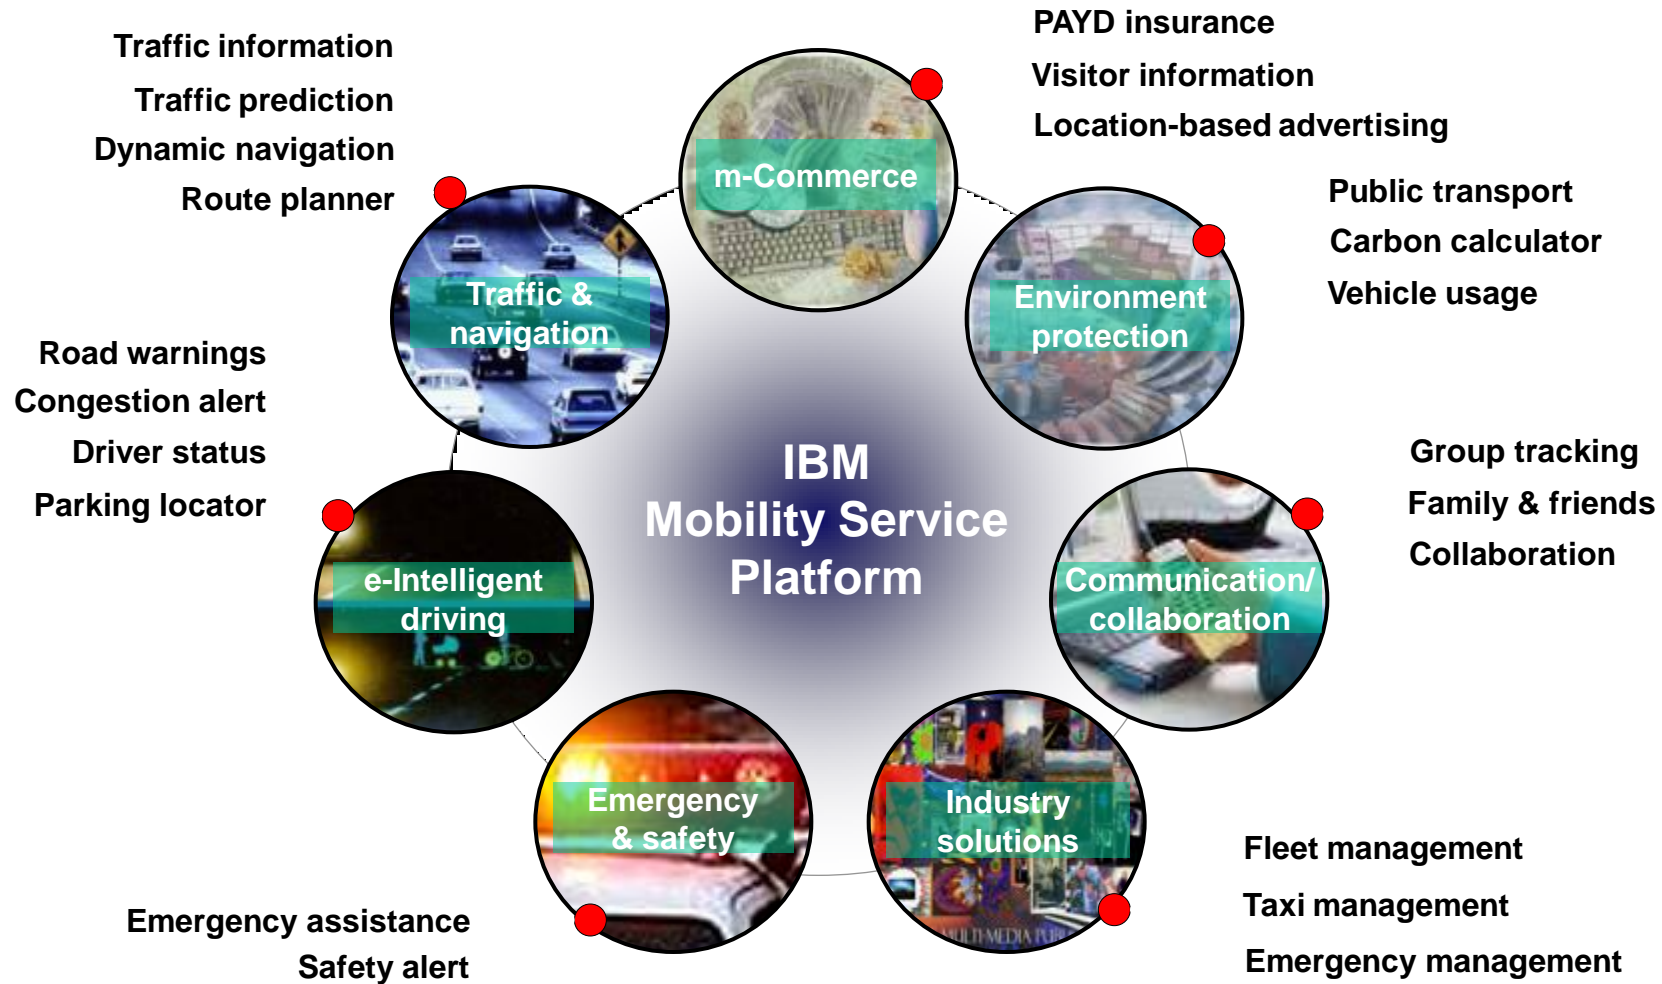 Traffic information
Traffic prediction
Dynamic navigation
Route planner
PAYD insurance
Visitor information
Location-based advertising
m-Commerce
Public transport
Carbon calculator
Vehicle usage
Traffic &
navigation
Environment
protection
Road warnings
Congestion alert
Driver status
Parking locator
IBM
Mobility Service
Platform
Group tracking
Family & friends
Collaboration
e-Intelligent
driving
Communication/
collaboration
Emergency
& safety
Industry
solutions
MULTI-MEDIA
Emergency assistance
Safety alert
Fleet management
Taxi management
Emergency management